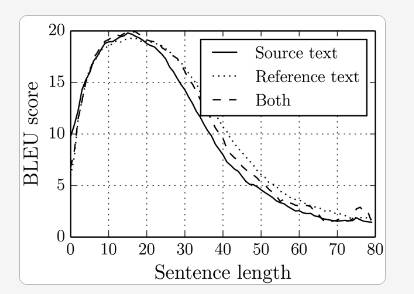 20
15
10
5
0
BLEU score
Source text
Reference text
Both
0 10 20 30 40 50 60 70 80
Sentence length